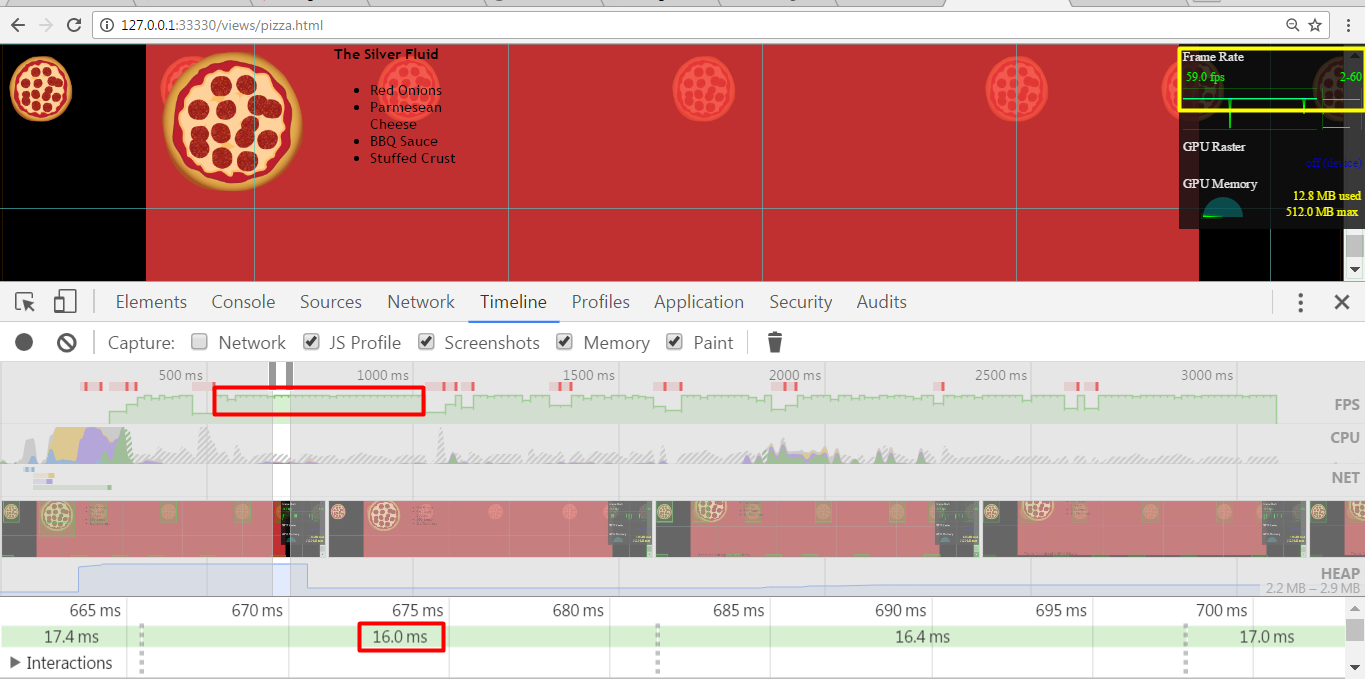 127.0.0.1:33330/views/pizza.html
The Silver Fluid
Red Onions
Parmesean
Cheese
BBQ Sauce
Stuffed Crust
Frame Rate
59.0 fps 2-60
GPU Raster
off (device)
GPU Memory
12.8 MB used
512.0 MB max
Elements Console Sources Network Timeline Profiles Application Security Audits
Capture: Network JS Profile Screenshots Memory Paint
500 ms 1000 ms 1500 ms 2000 ms 2500 ms 3000 ms
FPS
CPU
NET
HEAP
2.2 MB – 2.9 MB
665 ms 670 ms 675 ms 680 ms 685 ms 690 ms 695 ms 700 ms
17.4 ms 16.0 ms 16.4 ms 17.0 ms
Interactions